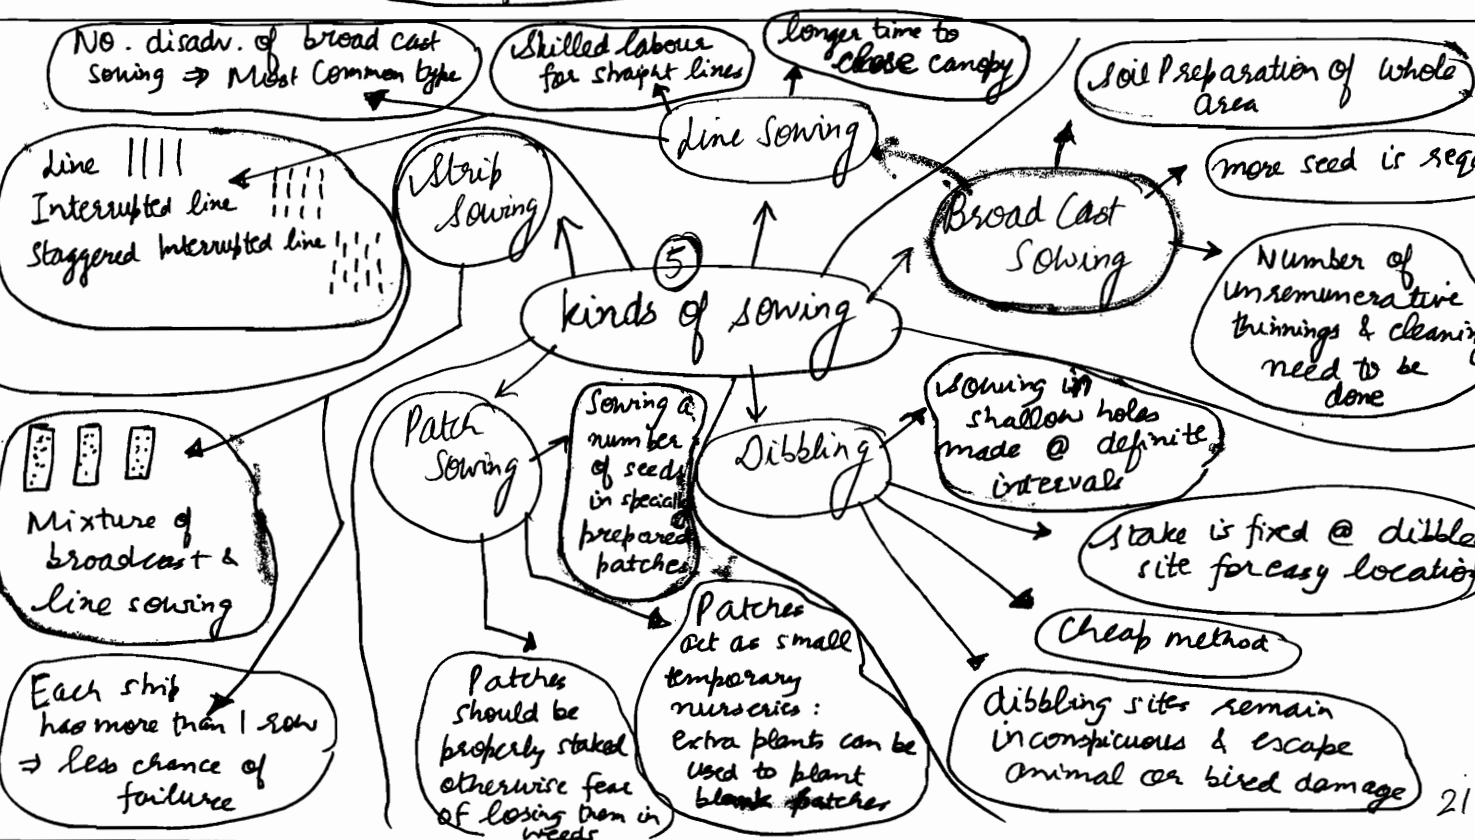 No. disadv. of broad cast
sowing ⇒ Most Common type
Skilled labour
for straight lines
longer time to
close canopy
Soil Preparation of whole
area
Line Sowing
more seed is req
Line
Interrupted line
Staggered Interrupted line
Strip
Sowing
Broad Cast
Sowing
Number of
unremunerative
thinnings & cleanin
need to be
done
5
kinds of sowing
Patch
Sowing
Sowing a
number
of seeds
in specially
prepared
patches
Dibbling
Sowing in
shallow holes
made @ definite
intervals
Stake is fixed @ dibble
site for easy locatio
Cheap method
dibbling sites remain
inconspicuous & escape
animal or bired damage
Mixture of
broadcast &
line sowing
Each strip
has more than 1 row
⇒ less chance of
failure
Patches
should be
properly staked
otherwise fear
of losing them in
weeds
Patches
act as small
temporary
nurseries :
extra plants can be
used to plant
blank patches
21